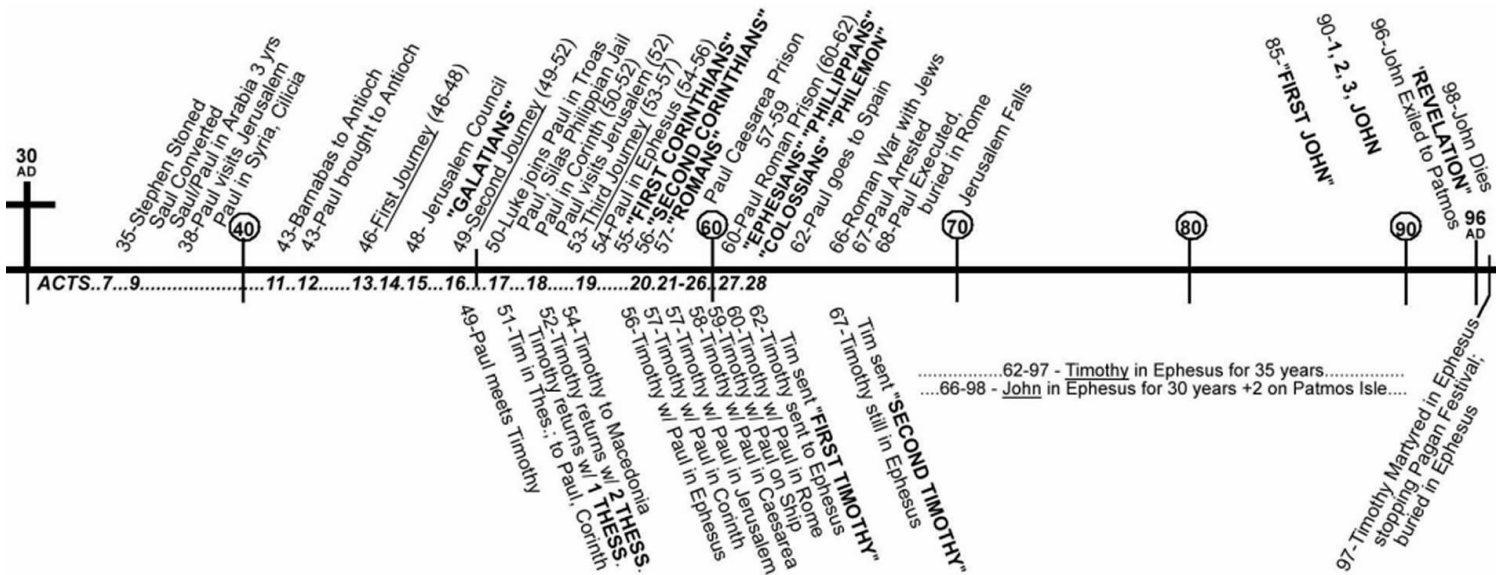 30
AD
35-Stephen Stoned
Saul Converted
Saul/Paul in Arabia 3 yrs
38-Paul visits Jerusalem
Paul in Syria, Cilicia
40
43-Barnabas to Antioch
43-Paul brought to Antioch
46-First Journey (46-48)
48- Jerusalem Council
"GALATIANS"
49-Second Journey (49-52)
50-Luke joins Paul in Troas
Paul, Silas Philippian Jail
Paul in Corinth (50-52)
Paul visits Jerusalem (52)
53-Third Journey (53-57)
54-Paul in Ephesus (54-56)
55- "FIRST CORINTHIANS"
56- "SECOND CORINTHIANS"
57-"ROMANS"
60
Paul Caesarea Prison
57-59
60-Paul Roman Prison (60-62)
"EPHESIANS" "PHILLIPPIANS"
"COLOSSIANS" "PHILEMON"
62-Paul goes to Spain
66-Roman War with Jews
67-Paul Arrested
68-Paul Executed,
buried in Rome
Jerusalem Falls
70
80
85-"FIRST JOHN"
90-1, 2, 3, JOHN
90
96-John Exiled to Patmos
'REVELATION"
98-John Dies
96
AD
ACTS..7...9......................11..12......13.14.15...16...17...18.....19......20.21-26..27.28
49-Paul meets Timothy
51-Tim in Thes.; to Paul, Corinth
Timothy returns w/ 1 THESS.
52-Timothy returns w/ 2 THESS.
54-Timothy to Macedonia
56-Timothy w/ Paul in Ephesus
57-Timothy w/ Paul in Corinth
57-Timothy w/ Paul in Jerusalem
58-Timothy w/ Paul in Caesarea
59-Timothy w/ Paul on Ship
60-Timothy w/ Paul in Rome
62-Timothy sent to Ephesus
Tim sent "FIRST TIMOTHY"
67-Timothy still in Ephesus
Tim sent "SECOND TIMOTHY"
.................62-97 - Timothy in Ephesus for 35 years................
....66-98 - John in Ephesus for 30 years +2 on Patmos Isle....
97-Timothy Martyred in Ephesus
stopping Pagan Festival;
buried in Ephesus